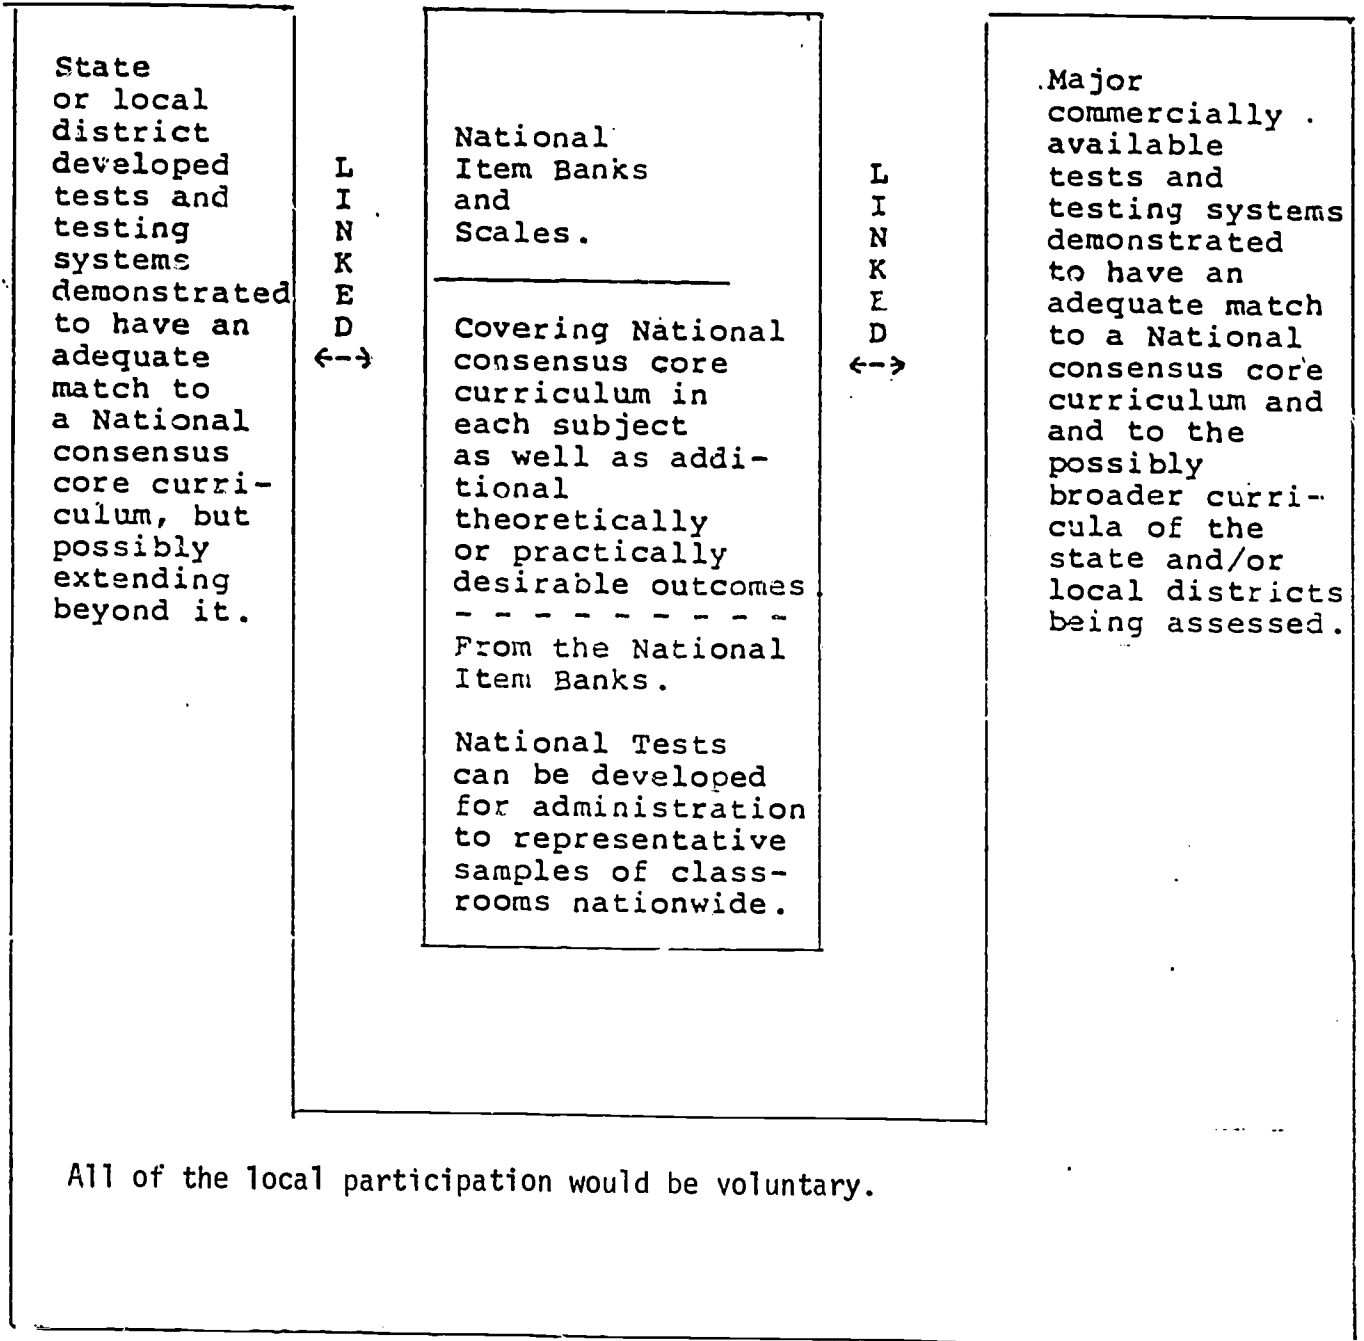 State
or local
district
developed
tests and
testing
systems
demonstrated
to have an
adequate
match to
a National
consensus
core curri-
culum, but
possibly
extending
beyond it.
L
I
N
K
E
D
<-->
National
Item Banks
and
Scales.
Covering National
consensus core
curriculum in
each subject
as well as addi-
tional
theoretically
or practically
desirable outcomes.
- - - - - - - - -
From the National
Item Banks.
National Tests
can be developed
for administration
to representative
samples of class-
rooms nationwide.
L
I
N
K
E
D
<-->
Major
commercially
available
tests and
testing systems
demonstrated
to have an
adequate match
to a National
consensus core
curriculum and
and to the
possibly
broader curri-
cula of the
state and/or
local districts
being assessed.
All of the local participation would be voluntary.